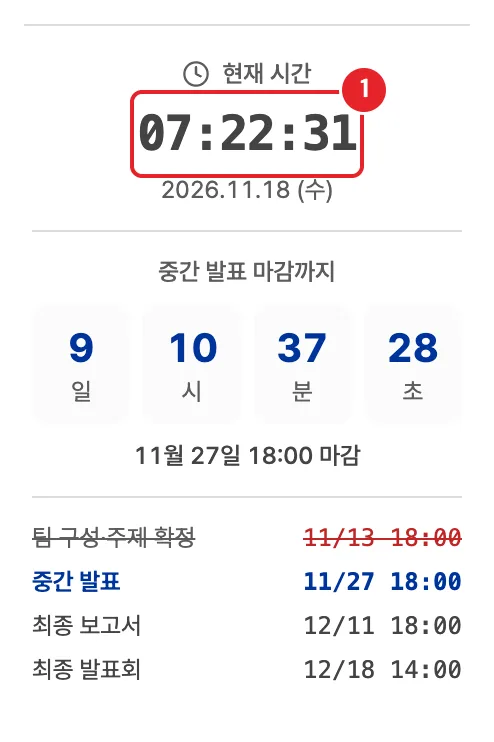 현재 시간
1
07:22:31
2026.11.18 (수)
중간 발표 마감까지
9 10 37 28
일 시 분 초
11월 27일 18:00 마감
팀 구성·주제 확정 11/13 18:00
중간 발표 11/27 18:00
최종 보고서 12/11 18:00
최종 발표회 12/18 14:00